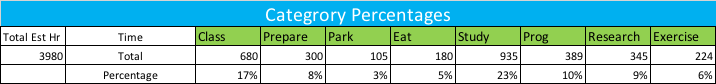 Categrory Percentages
Total Est Hr Time Class Prepare Park Eat Study Prog Research Exercise
3980 Total 680 300 105 180 935 389 345 224
Percentage 17% 8% 3% 5% 23% 10% 9% 6%